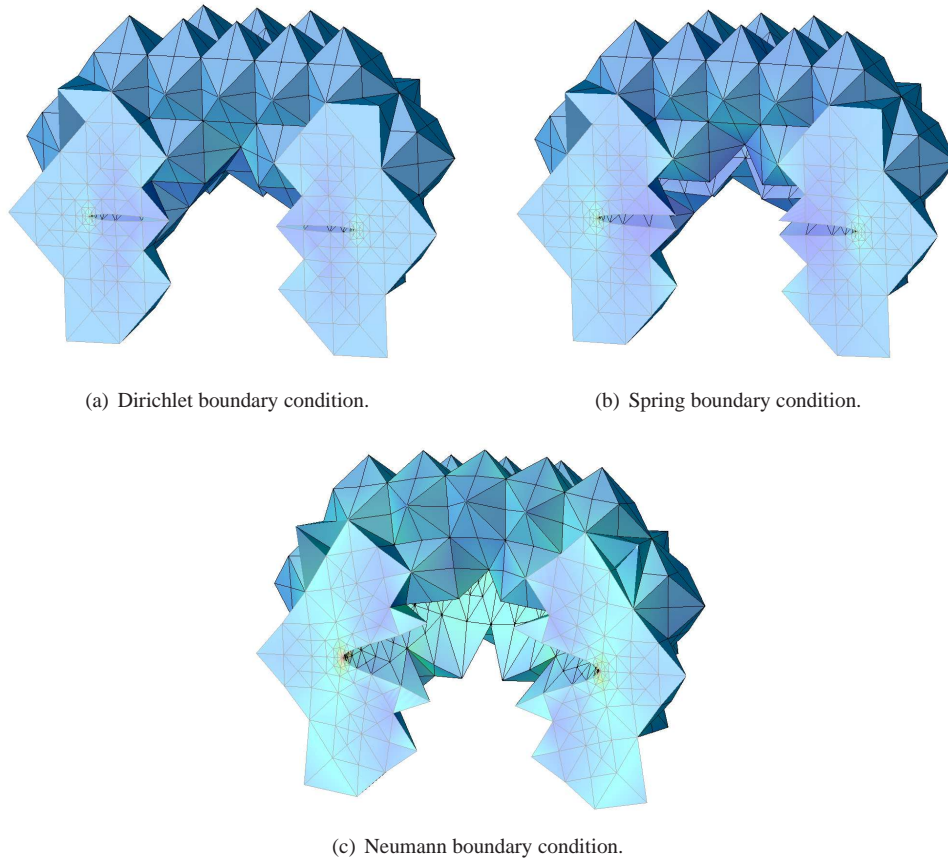 (a) Dirichlet boundary condition.
(b) Spring boundary condition.
(c) Neumann boundary condition.